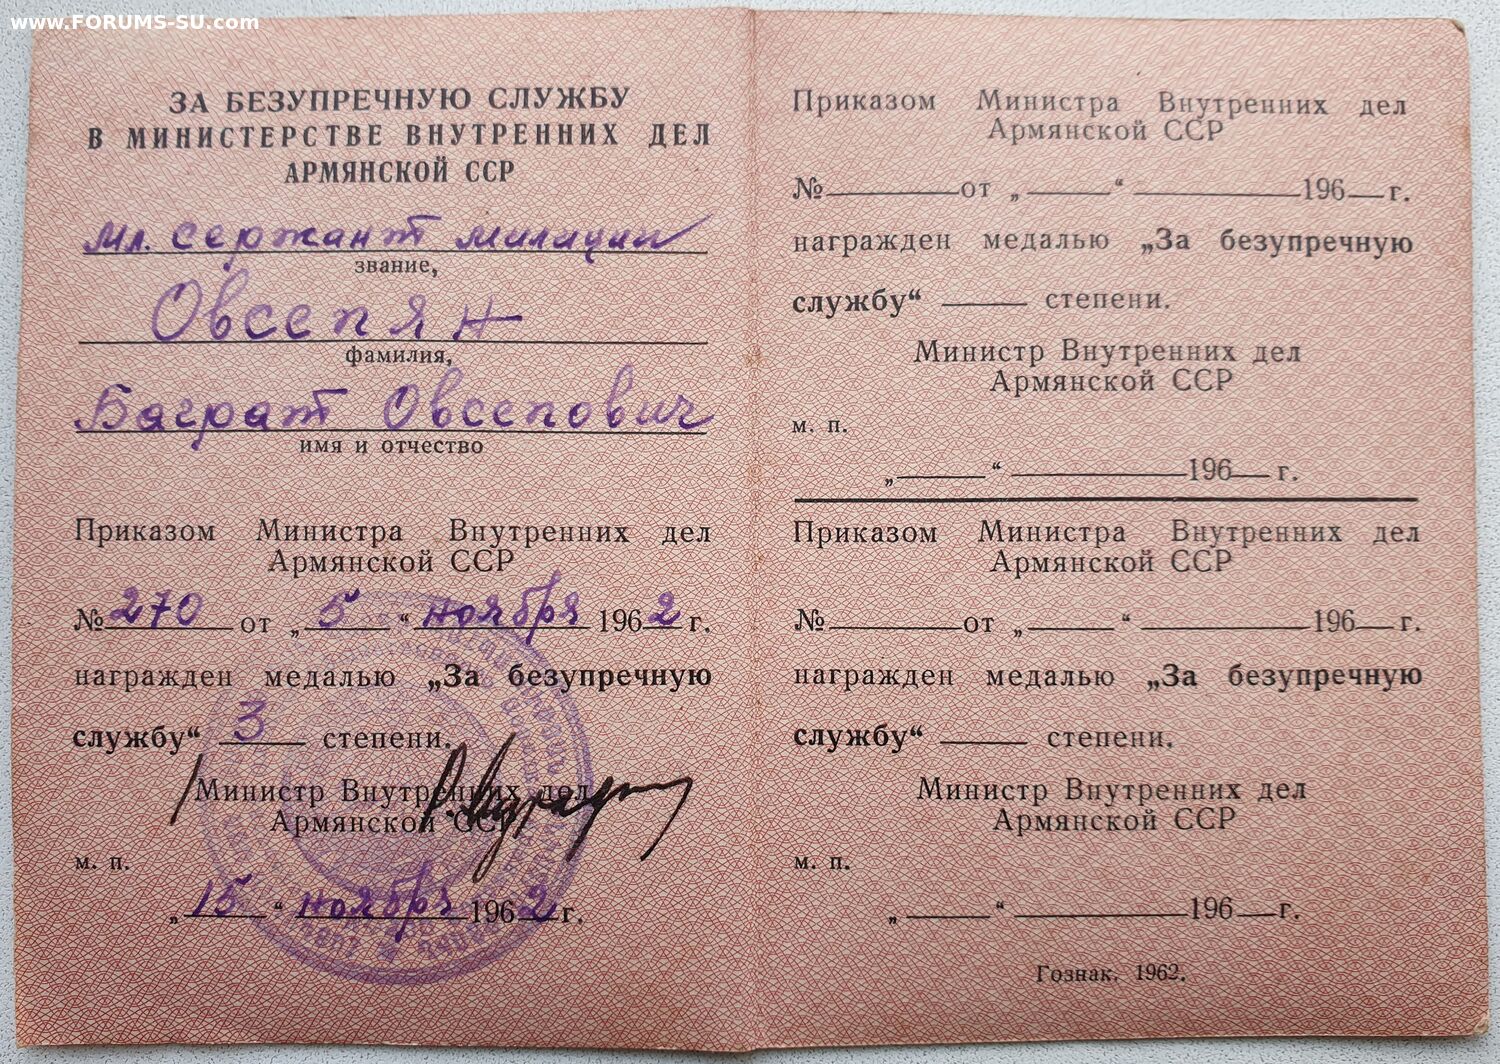 www.FORUMS-SU.com
ЗА БЕЗУПРЕЧНУЮ СЛУЖБУ
В МИНИСТЕРСТВЕ ВНУТРЕННИХ ДЕЛ
АРМЯНСКОЙ ССР
Мл. сержант милиции
звание,
Овсепян
фамилия,
Баграт Овсепович
имя и отчество
Приказом Министра Внутренних дел
Армянской ССР
№ 270 от „5“ ноября 1962 г.
награжден медалью „За безупречную
службу“ 3 степени.
Министр Внутренних дел
Армянской ССР
м. п.
„15“ ноября 1962 г.
Приказом Министра Внутренних дел
Армянской ССР
№ от „ “ 196 г.
награжден медалью „За безупречную
службу“ степени.
Министр Внутренних дел
Армянской ССР
м. п.
„ “ 196 г.
Приказом Министра Внутренних дел
Армянской ССР
№ от „ “ 196 г.
награжден медалью „За безупречную
службу“ степени.
Министр Внутренних дел
Армянской ССР
м. п.
„ “ 196 г.
Гознак. 1962.